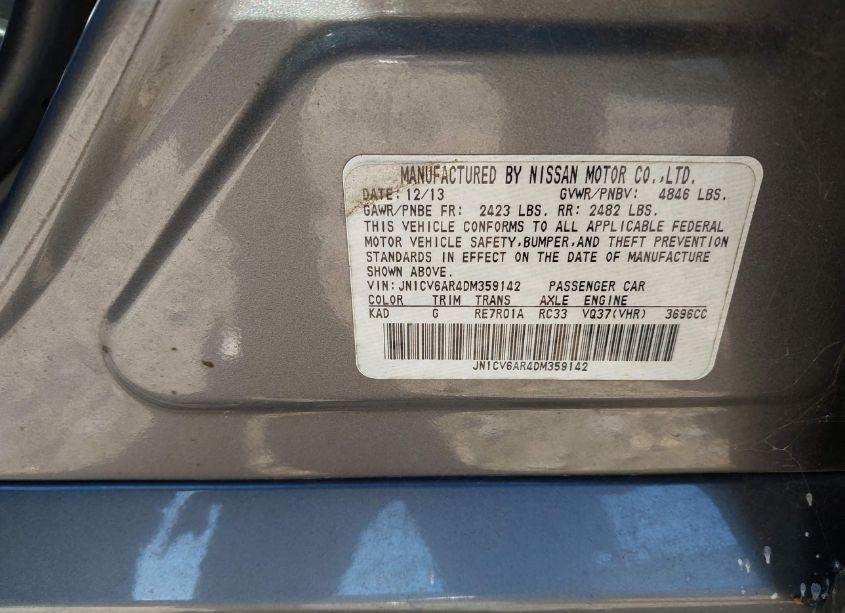 MANUFACTURED BY NISSAN MOTOR CO.,LTD.
DATE: 12/13 GVWR/PNBV: 4846 LBS.
GAWR/PNBE FR: 2423 LBS. RR: 2482 LBS.
THIS VEHICLE CONFORMS TO ALL APPLICABLE FEDERAL
MOTOR VEHICLE SAFETY,BUMPER,AND THEFT PREVENTION
STANDARDS IN EFFECT ON THE DATE OF MANUFACTURE
SHOWN ABOVE.
VIN: JN1CV6AR4DM359142 PASSENGER CAR
COLOR TRIM TRANS AXLE ENGINE
KAD G RE7R01A RC33 VQ37(VHR) 3696CC
JN1CV6AR4DM359142